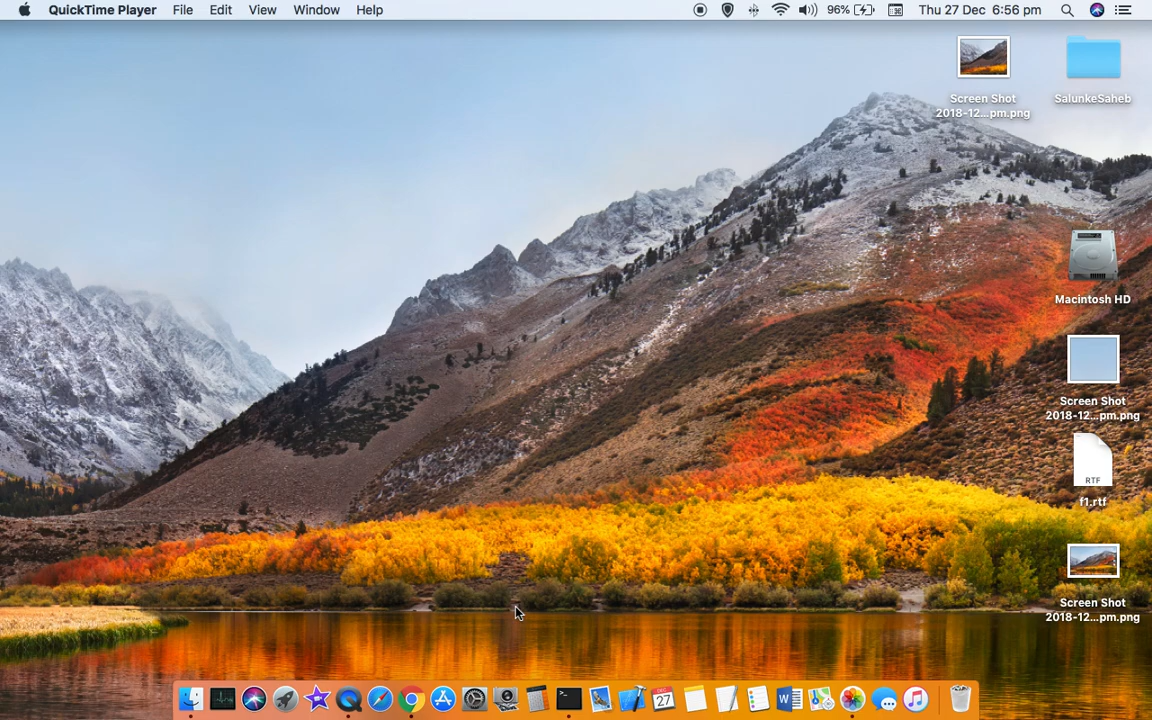 QuickTime Player File Edit View Window Help 96% Thu 27 Dec 6:56 pm
Screen Shot
2018-12...pm.png
SalunkeSaheb
Macintosh HD
Screen Shot
2018-12...pm.png
RTF
f1.rtf
Screen Shot
2018-12...pm.png
DEC
27